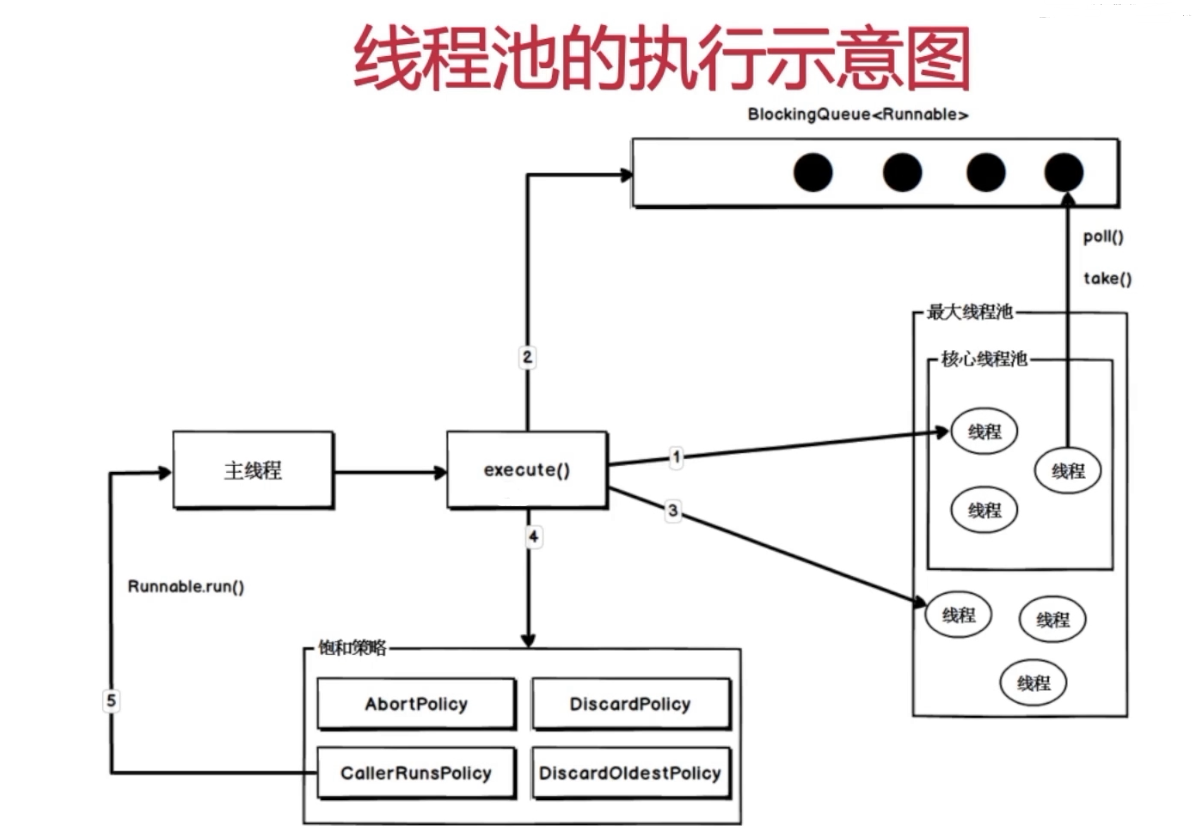 线程池的执行示意图
BlockingQueue<Runnable>
poll()
take()
最大线程池
核心线程池
2
线程
1
主线程
execute()
线程
3
线程
4
Runnable.run()
线程
线程
饱和策略
线程
5
AbortPolicy
DiscardPolicy
CallerRunsPolicy
DiscardOldestPolicy